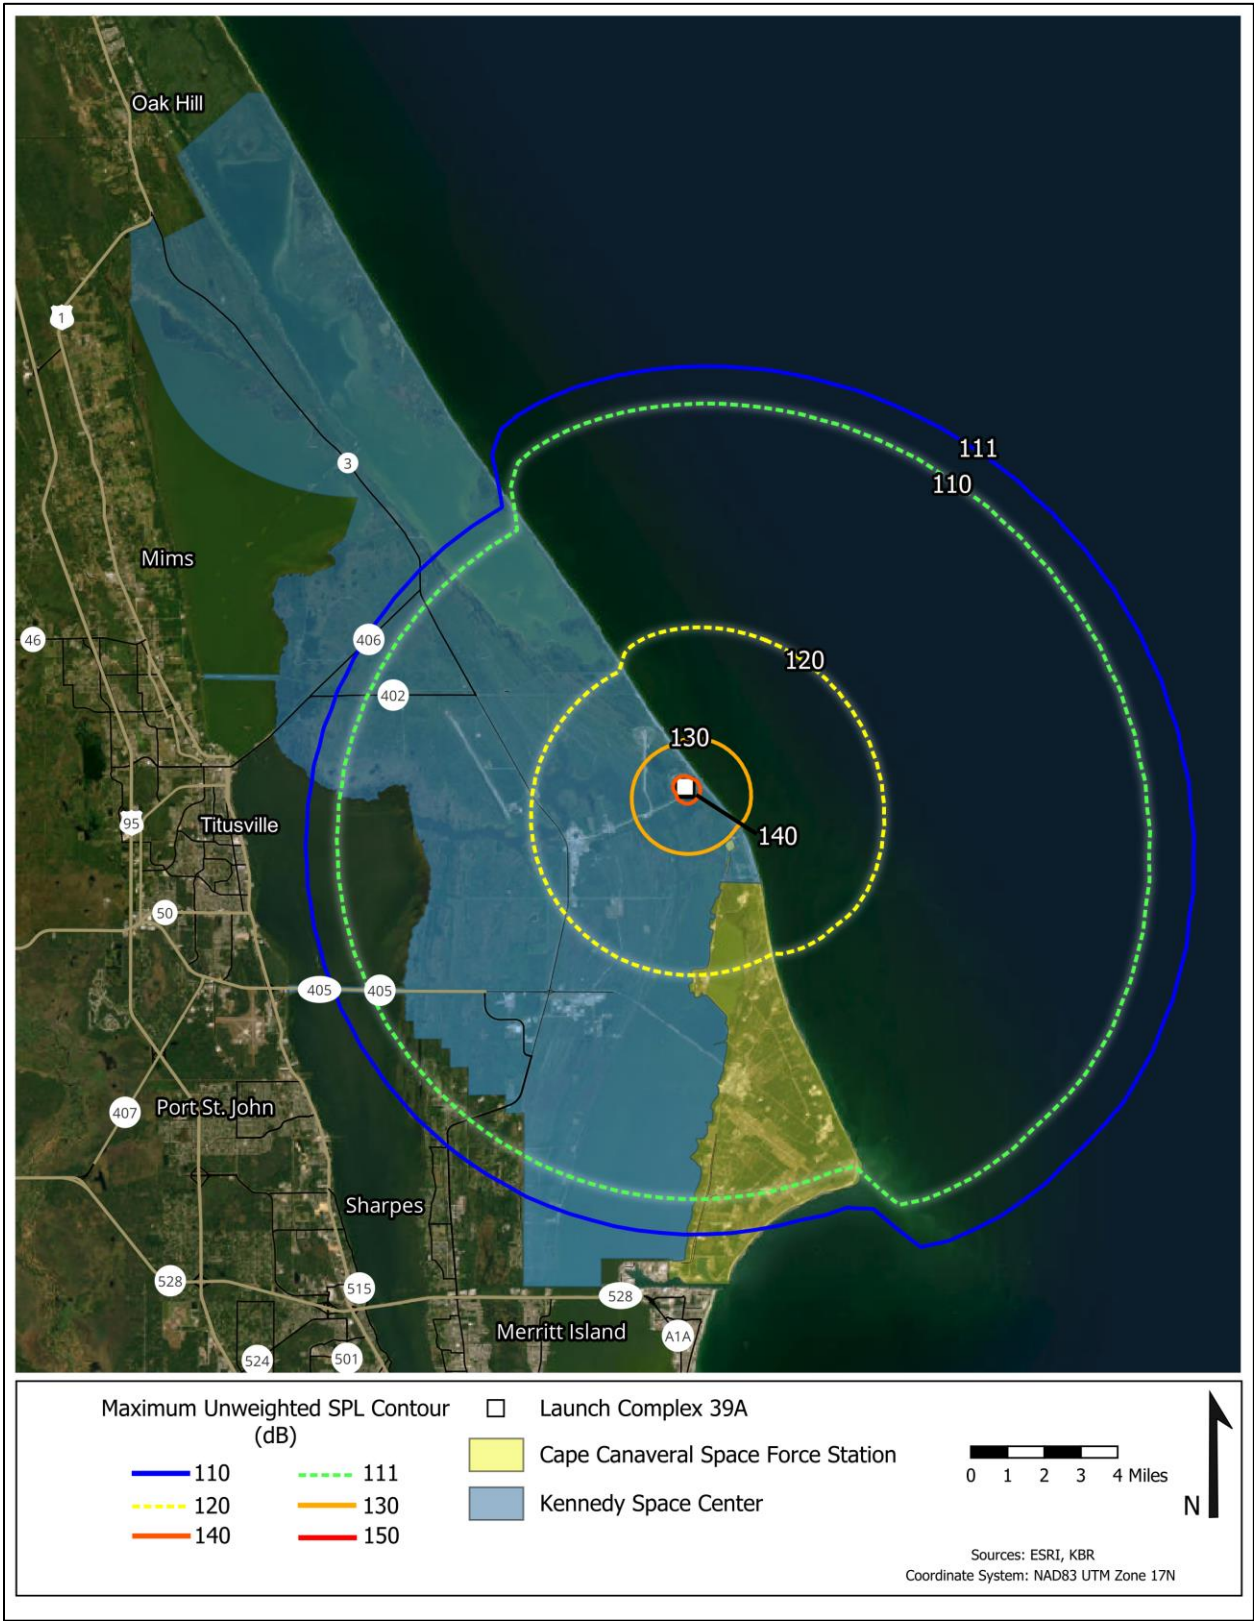 Oak Hill
1
3
111
110
Mims
46
406
120
402
130
95
Titusville
140
50
405
405
407
Port St. John
Sharpes
528
515
528
Merritt Island
A1A
524
501
Maximum Unweighted SPL Contour
(dB)
110
111
120
130
140
150
Launch Complex 39A
Cape Canaveral Space Force Station
Kennedy Space Center
0 1 2 3 4 Miles
N
Sources: ESRI, KBR
Coordinate System: NAD83 UTM Zone 17N